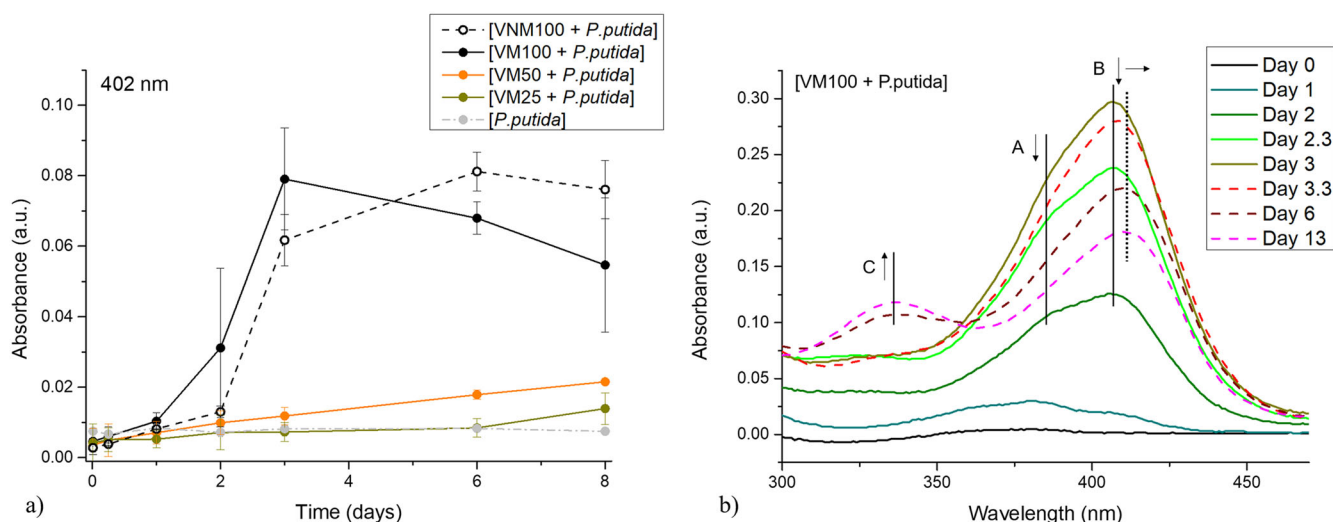 [VNM100 + P.putida]
[VM100 + P.putida]
[VM50 + P.putida]
[VM25 + P.putida]
[P.putida]
402 nm
0.10
0.08
0.06
0.04
0.02
0.00
Absorbance (a.u.)
0
2
4
6
8
Time (days)
a)
[VM100 + P.putida]
A
B
C
Day 0
Day 1
Day 2
Day 2.3
Day 3
Day 3.3
Day 6
Day 13
0.30
0.25
0.20
0.15
0.10
0.05
0.00
Absorbance (a.u.)
300
350
400
450
Wavelength (nm)
b)